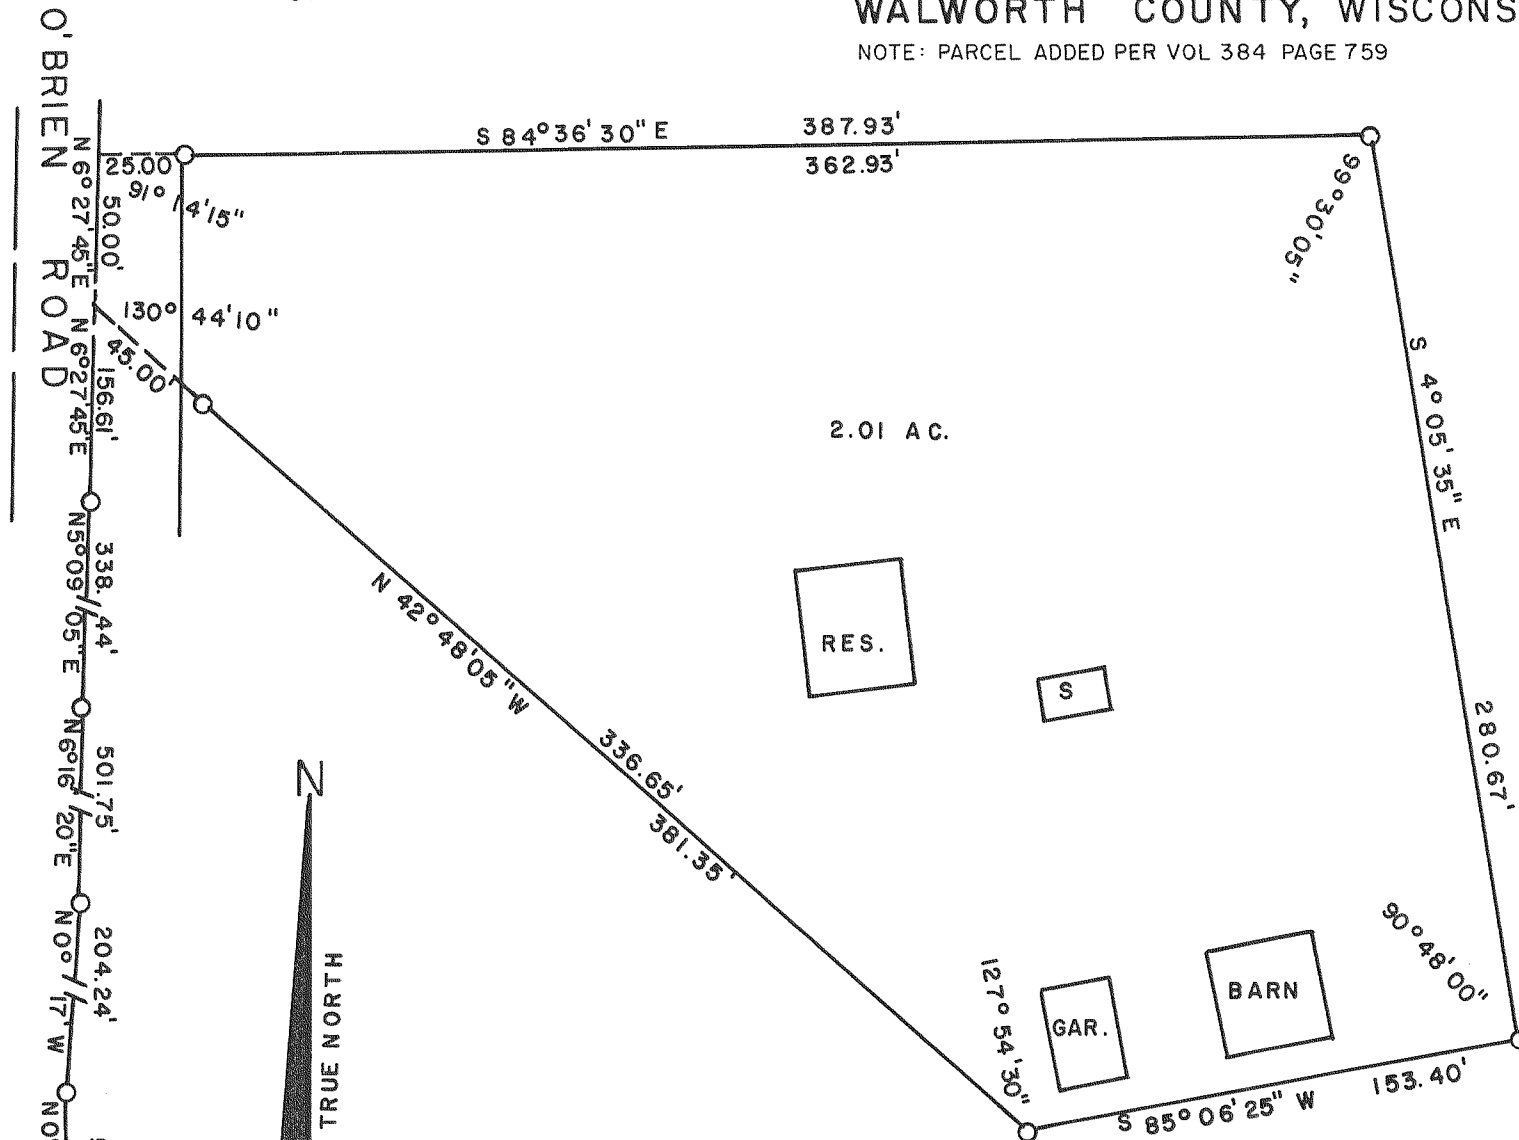 WALWORTH COUNTY, WISCONS
NOTE: PARCEL ADDED PER VOL 384 PAGE 759
O'BRIEN ROAD
S 84°36'30" E
387.93'
362.93'
25.00
91°14'15"
N 6°27'45"E
50.00'
130°44'10"
45.00'
N 6°27'45"E
156.61'
99°30'05"
S 4°05'35" E
280.67'
2.01 AC.
N 42°48'05"W
336.65'
381.35'
RES.
S
N5°09'05"E
338.44'
N6°16'20"E
501.75'
N
TRUE NORTH
N0°17'W
204.24'
90°48'00"
127°54'30"
GAR.
BARN
S 85°06'25" W
153.40'
N0°